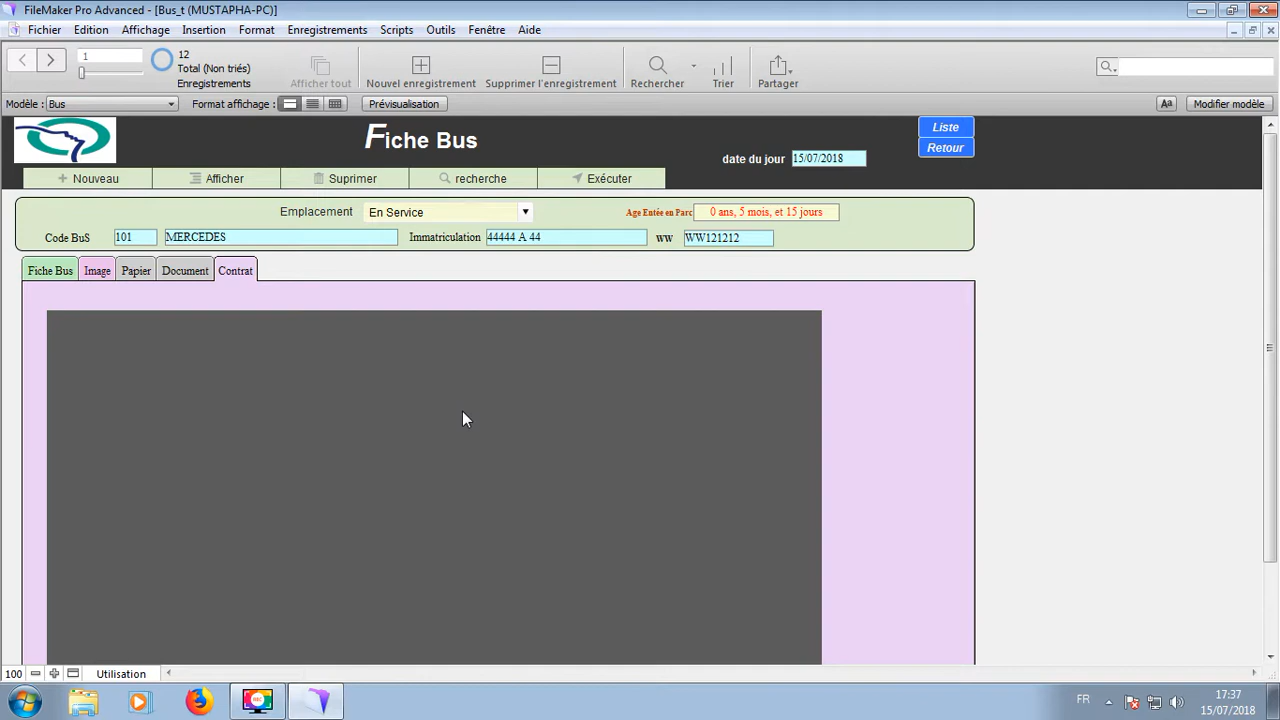 FileMaker Pro Advanced - [Bus_t (MUSTAPHA-PC)]
Fichier Edition Affichage Insertion Format Enregistrements Scripts Outils Fenêtre Aide
1
12
Total (Non triés)
Enregistrements
Afficher tout
Nouvel enregistrement
Supprimer l'enregistrement
Rechercher
Trier
Partager
Modèle : Bus
Format affichage :
Prévisualisation
Aa
Modifier modèle
Fiche Bus
date du jour 15/07/2018
Liste
Retour
Nouveau
Afficher
Suprimer
recherche
Exécuter
Emplacement En Service
Age Entée en Parc 0 ans, 5 mois, et 15 jours
Code BuS 101 MERCEDES Immatriculation 44444 A 44 WW WW121212
Fiche Bus Image Papier Document Contrat
100
Utilisation
REC
FR
17:37
15/07/2018